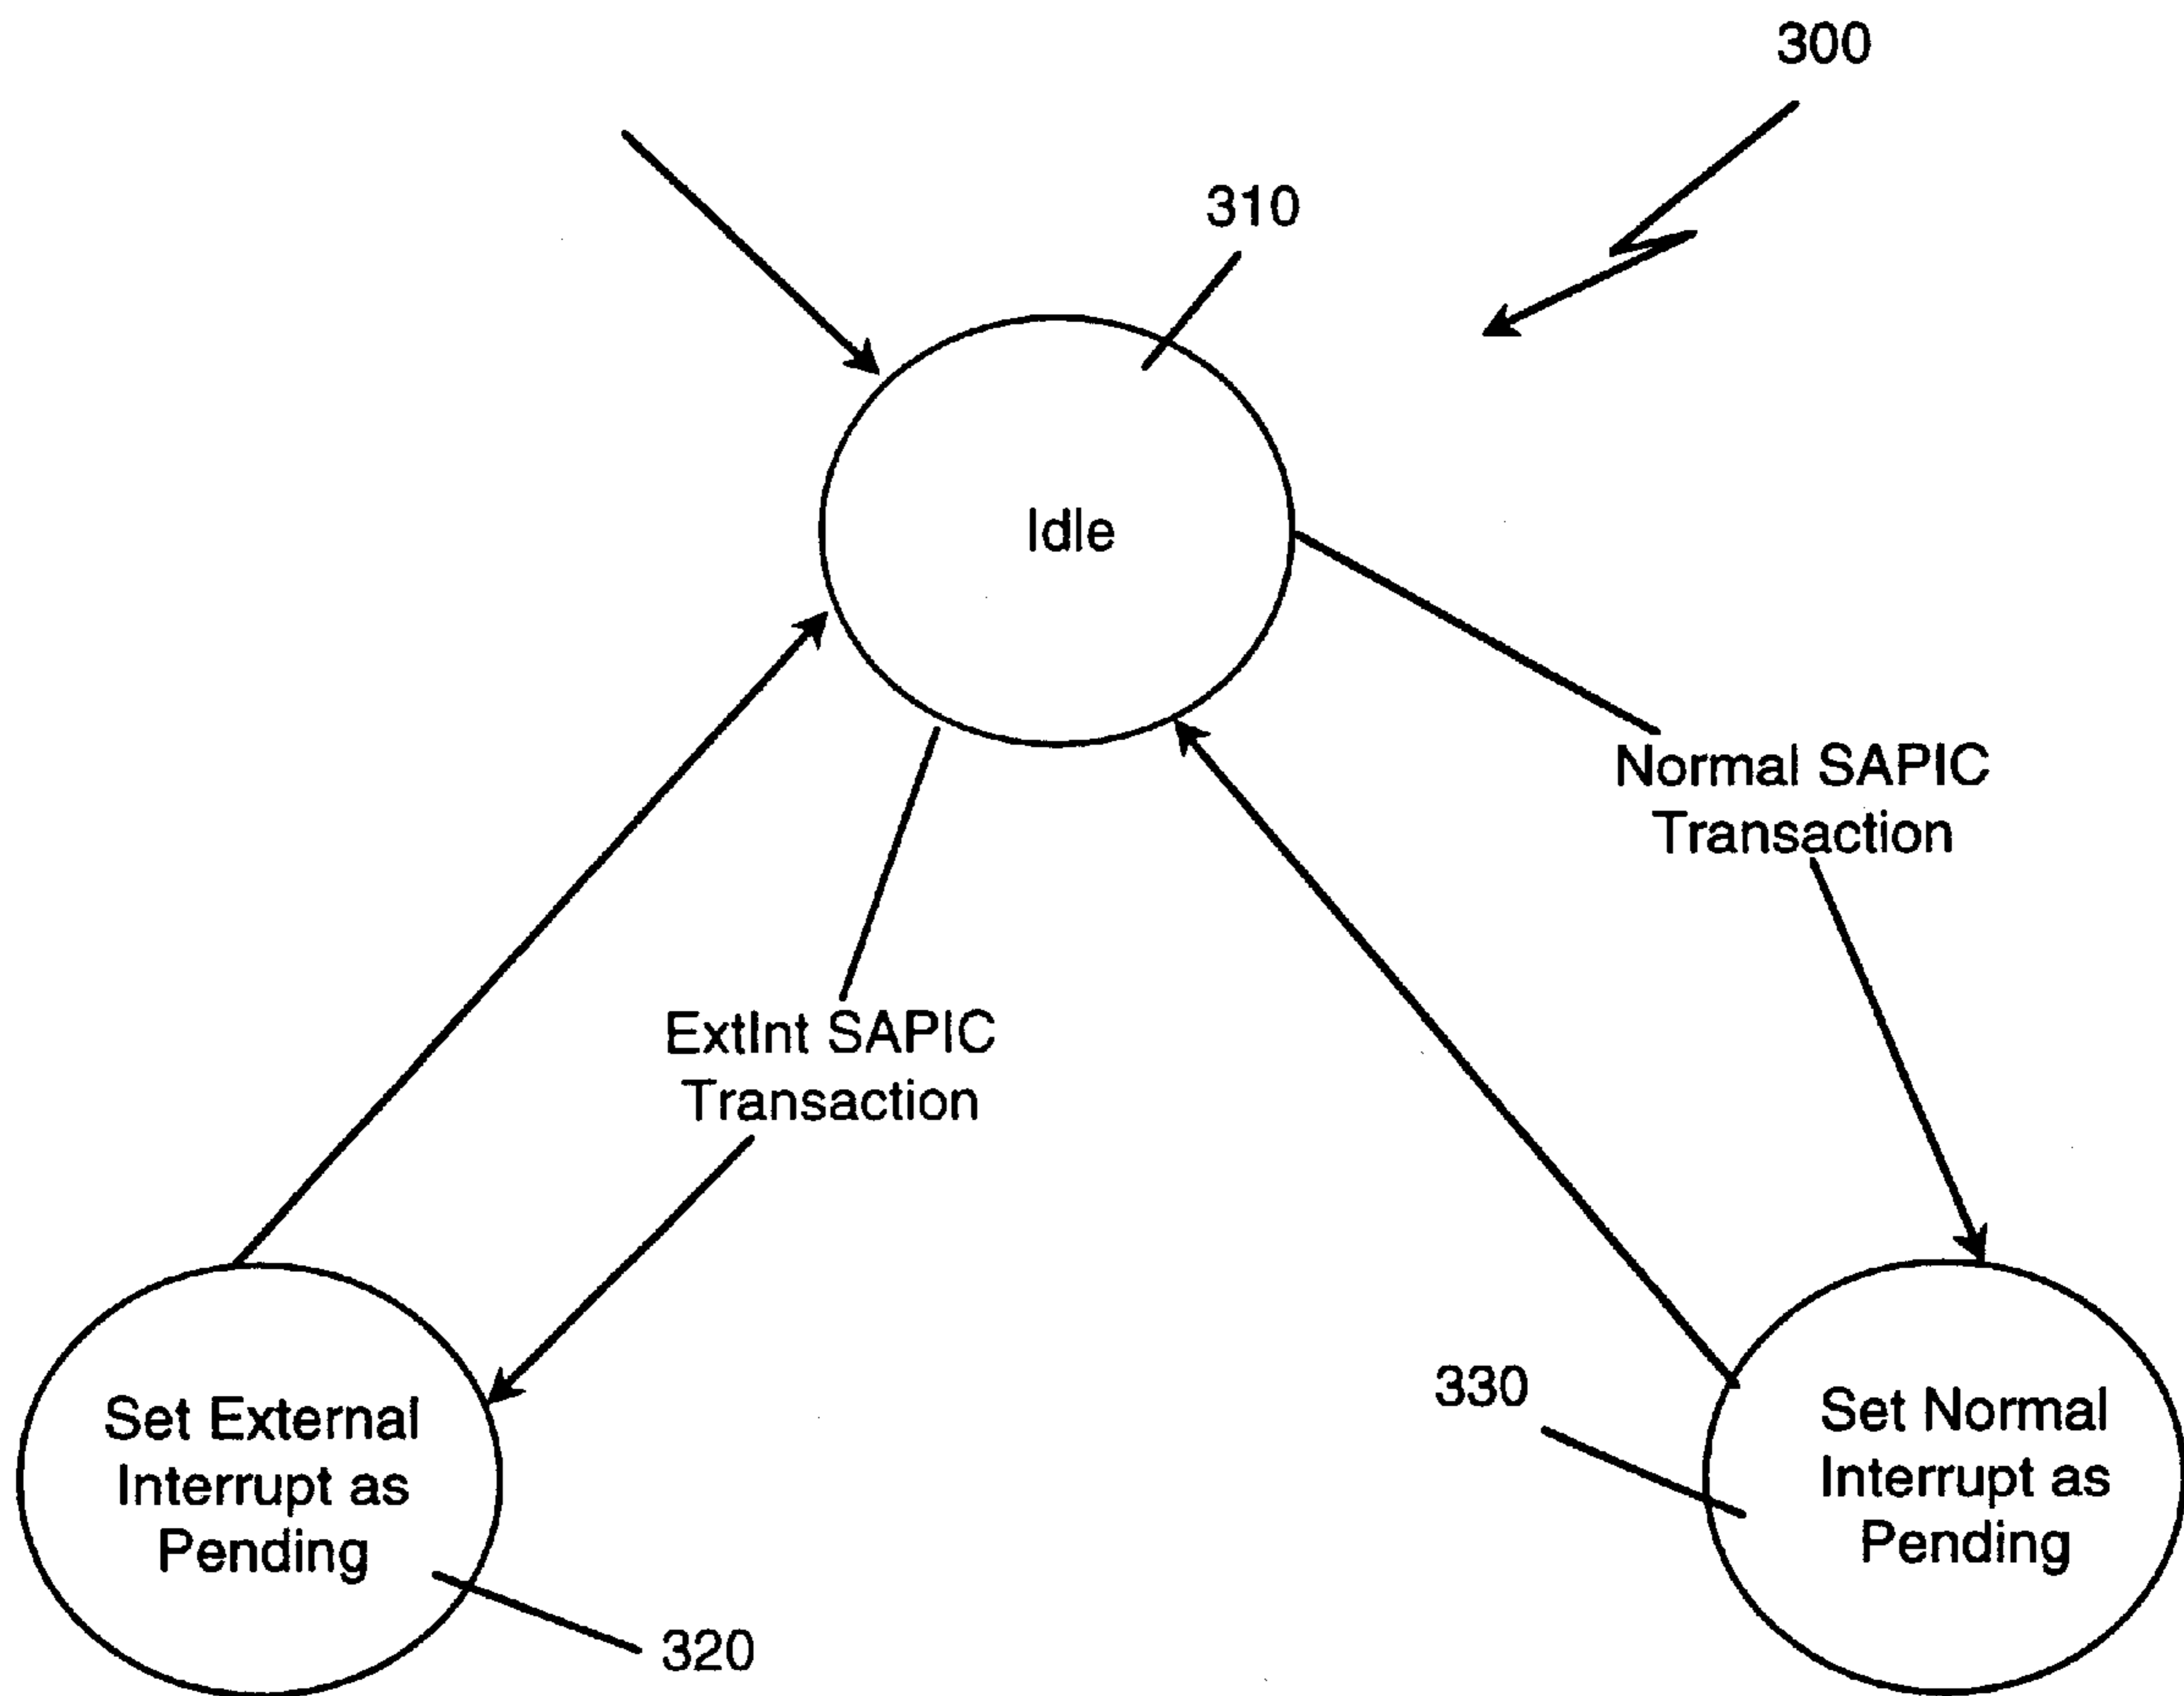 300
310
Idle
Normal SAPIC
Transaction
ExtInt SAPIC
Transaction
330
Set External
Interrupt as
Pending
Set Normal
Interrupt as
Pending
320